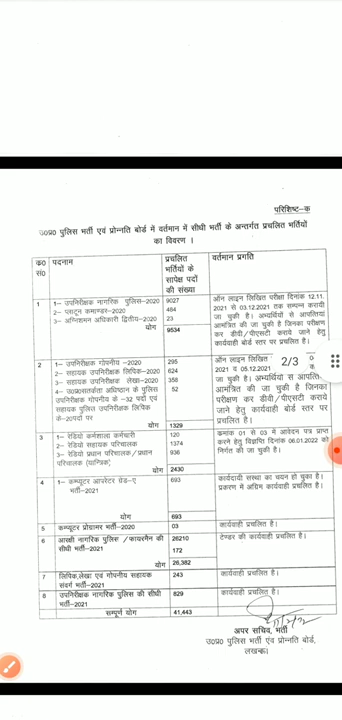 परिशिष्ट–क
उ०प्र० पुलिस भर्ती एवं प्रोन्नति बोर्ड में वर्तमान में सीधी भर्ती के अन्तर्गत प्रचलित भर्तियों
का विवरण ।
क०
सं०
पदनाम
प्रचलित
भर्तियों के
सापेक्ष पदों
की संख्या
वर्तमान प्रगति
1
1– उपनिरीक्षक नागरिक पुलिस–2020
2– प्लाटून कमाण्डर–2020
3– अग्निशमन अधिकारी द्वितीय–2020
योग
9027
484
23
9534
ऑन लाइन लिखित परीक्षा दिनांक 12.11.
2021 से 03.12.2021 तक सम्पन्न करायी
जा चुकी है। अभ्यर्थियों से आपत्तियां
आमंत्रित की जा चुकी है जिनका परीक्षण
कर डीवी/पीएसटी कराये जाने हेतु
कार्यवाही बोर्ड स्तर पर प्रचलित है।
2
1– उपनिरीक्षक गोपनीय –2020
2– सहायक उपनिरीक्षक लिपिक–2020
3– सहायक उपनिरीक्षक लेखा–2020
4– उ०प्र०सतर्कता अधिष्ठान के पुलिस
उपनिरीक्षक गोपनीय के –32 पदों एवं
सहायक पुलिस उपनिरीक्षक लिपिक
के–20पदों पर
योग
295
624
358
52
1329
ऑन लाइन लिखित
2021 व 05.12.2021
जा चुकी है। अभ्यर्थियों स आपत्ति
आमंत्रित की जा चुकी है जिनका
परीक्षण कर डीवी/पीएसटी कराये
जाने हेतु कार्यवाही बोर्ड स्तर पर
प्रचलित है।
2/3
3
1– रेडियो कर्मशाला कर्मचारी
2– रेडियो सहायक परिचालक
3– रेडियो प्रधान परिचालक/प्रधान
परिचालक (यान्त्रिक)
योग
120
1374
936
2430
कमांक 01 से 03 में आवेदन पत्र प्राप्त
करने हेतु विज्ञप्ति दिनांक 06.01.2022 को
निर्गत की जा चुकी है।
4
1– कम्प्यूटर आपरेटर ग्रेड–ए
भर्ती–2021
योग
693
693
कार्यदायी सस्था का चयन हो चुका है।
प्रकरण में अग्रिम कार्यवाही प्रचलित है।
5
कम्प्यूटर प्रोग्रामर भर्ती–2020
03
कार्यवाही प्रचलित है।
6
आरक्षी नागरिक पुलिस / फायरमैन की
सीधी भर्ती–2021
योग
26210
172
26,382
टेण्डर की कार्यवाही प्रचलित है।
7
लिपिक,लेखा एवं गोपनीय सहायक
संवर्ग भर्ती–2021
243
कार्यवाही प्रचलित है।
8
उपनिरीक्षक नागरिक पुलिस की सीधी
भर्ती–2021
829
कार्यवाही प्रचलित है।
सम्पूर्ण योग
41,443
अपर सचिव, भर्ती
उ०प्र० पुलिस भर्ती एवं प्रोन्नति बोर्ड,
लखनऊ।